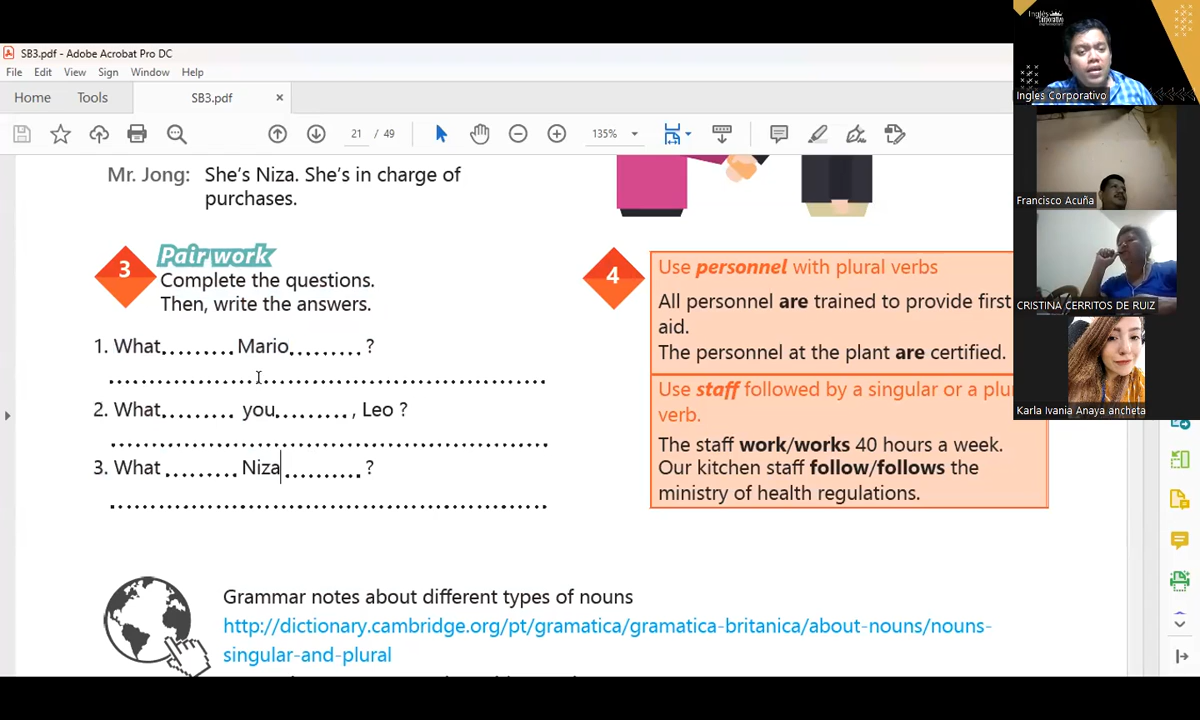 SB3.pdf - Adobe Acrobat Pro DC
File Edit View Sign Window Help
Home Tools SB3.pdf ×
21 / 49 135%
Mr. Jong: She's Niza. She's in charge of
purchases.
3 Pair work
Complete the questions.
Then, write the answers.
1. What......... Mario......... ?
2. What......... you........., Leo ?
3. What ......... Niza......... ?
4 Use personnel with plural verbs
All personnel are trained to provide first
aid.
The personnel at the plant are certified.
Use staff followed by a singular or a plu
verb.
The staff work/works 40 hours a week.
Our kitchen staff follow/follows the
ministry of health regulations.
Grammar notes about different types of nouns
http://dictionary.cambridge.org/pt/gramatica/gramatica-britanica/about-nouns/nouns-
singular-and-plural
Inglés
Corporativo
Ingles Corporativo
Francisco Acuña
CRISTINA CERRITOS DE RUIZ
Karla Ivania Anaya ancheta